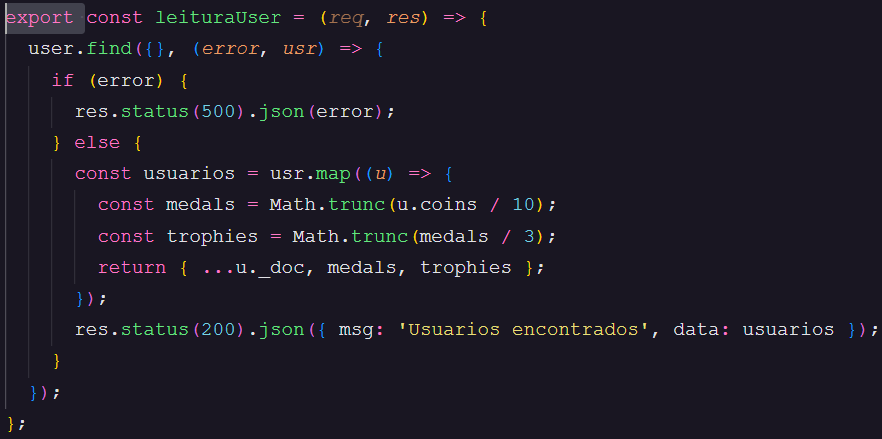 export const leituraUser = (req, res) => {
  user.find({}, (error, usr) => {
    if (error) {
      res.status(500).json(error);
    } else {
      const usuarios = usr.map((u) => {
        const medals = Math.trunc(u.coins / 10);
        const trophies = Math.trunc(medals / 3);
        return { ...u._doc, medals, trophies };
      });
      res.status(200).json({ msg: 'Usuarios encontrados', data: usuarios });
    }
  });
};